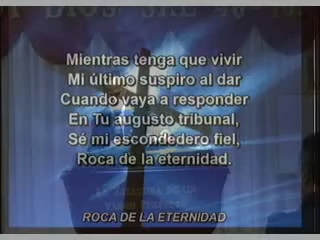 Mientras tenga que vivir
Mi último suspiro al dar
Cuando vaya a responder
En Tu augusto tribunal,
Sé mi escondedero fiel,
Roca de la eternidad.
ROCA DE LA ETERNIDAD